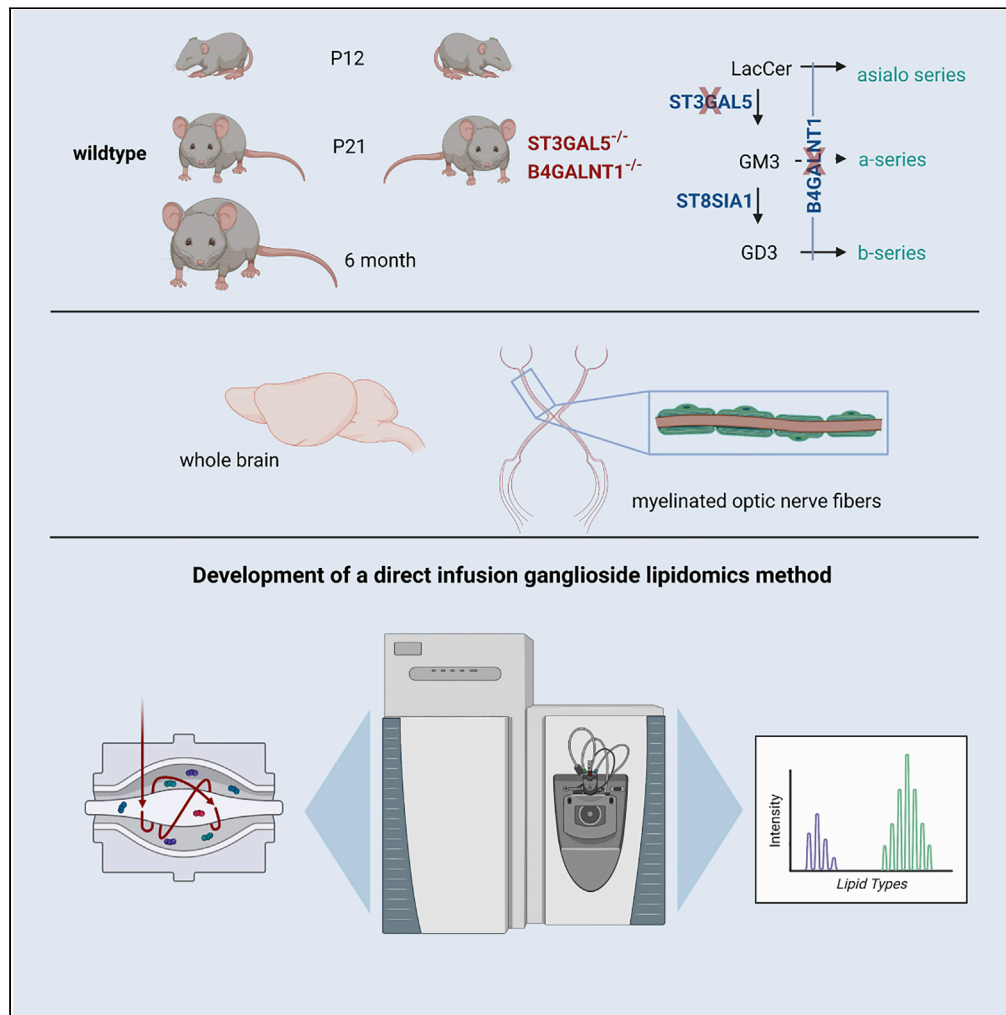 P12
LacCer
asialo series
ST3GAL5
wildtype
P21
ST3GAL5-/-
B4GALNT1-/-
GM3
a-series
B4GALNT1
ST8SIA1
6 month
GD3
b-series
whole brain
myelinated optic nerve fibers
Development of a direct infusion ganglioside lipidomics method
Intensity
Lipid Types